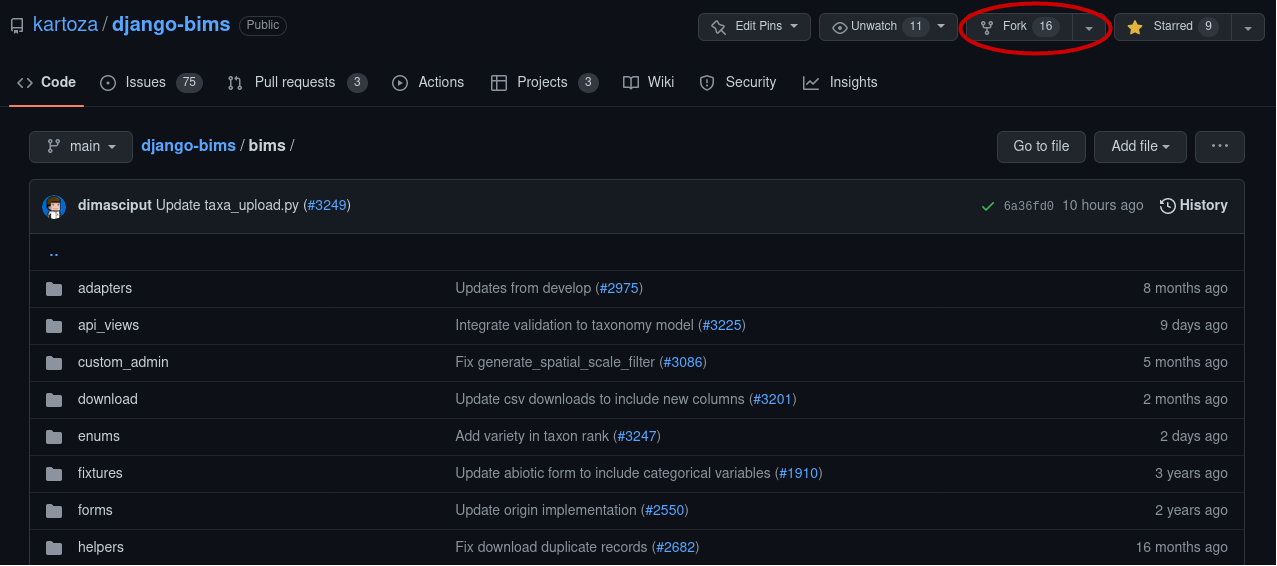 kartoza / django-bims Public Edit Pins Unwatch 11 Fork 16 Starred 9
Code Issues 75 Pull requests 3 Actions Projects 3 Wiki Security Insights
main django-bims / bims / Go to file Add file ...
dimasciput Update taxa_upload.py (#3249) 6a36fd0 10 hours ago History
..
adapters Updates from develop (#2975) 8 months ago
api_views Integrate validation to taxonomy model (#3225) 9 days ago
custom_admin Fix generate_spatial_scale_filter (#3086) 5 months ago
download Update csv downloads to include new columns (#3201) 2 months ago
enums Add variety in taxon rank (#3247) 2 days ago
fixtures Update abiotic form to include categorical variables (#1910) 3 years ago
forms Update origin implementation (#2550) 2 years ago
helpers Fix download duplicate records (#2682) 16 months ago